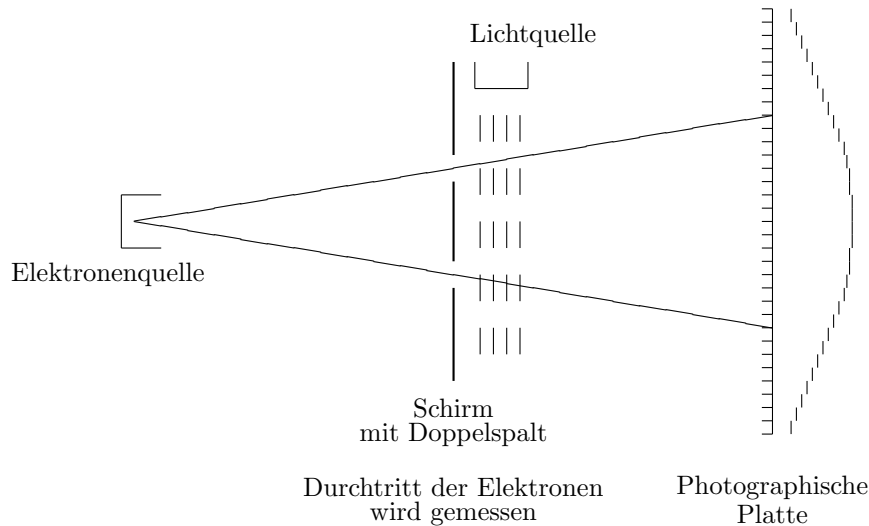 Lichtquelle
Elektronenquelle
Schirm
mit Doppelspalt
Durchtritt der Elektronen
wird gemessen
Photographische
Platte